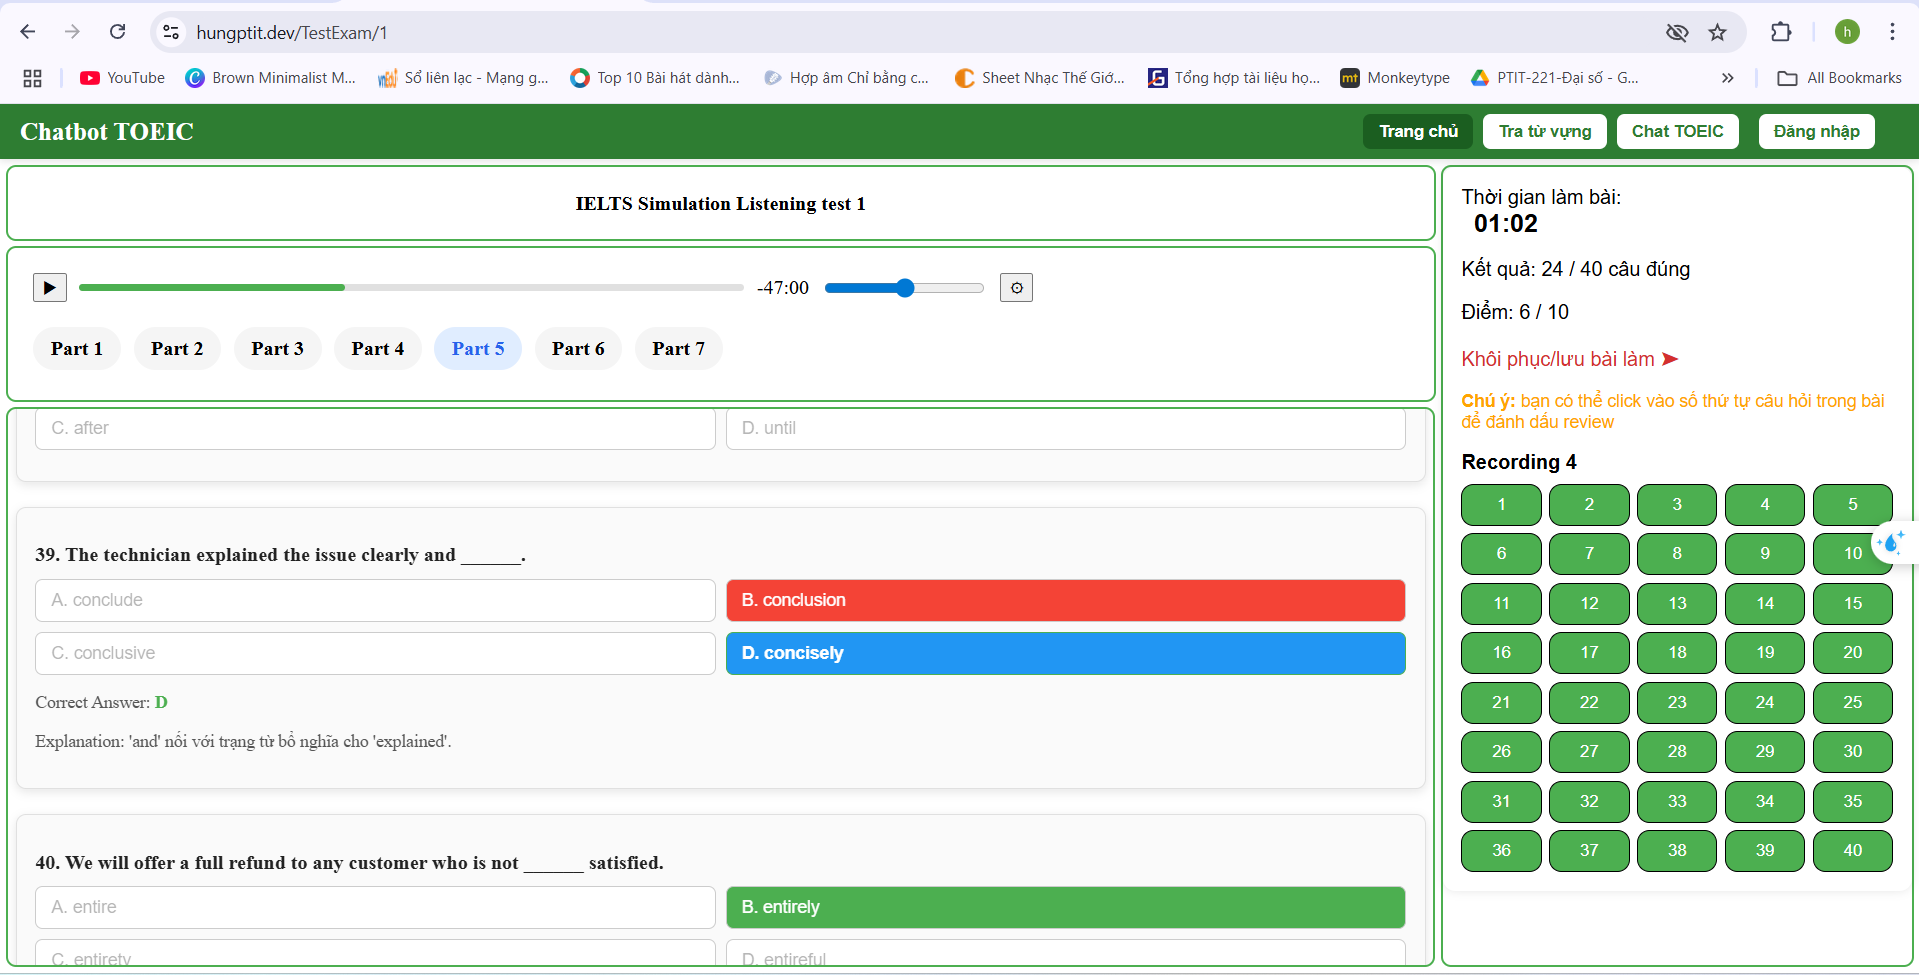 hungptit.dev/TestExam/1
h
YouTube
Brown Minimalist M...
Sổ liên lạc - Mạng g...
Top 10 Bài hát dành...
Hợp âm Chỉ bằng c...
Sheet Nhạc Thế Giớ...
Tổng hợp tài liệu họ...
mt Monkeytype
PTIT-221-Đại số - G...
»
All Bookmarks
Chatbot TOEIC
Trang chủ
Tra từ vựng
Chat TOEIC
Đăng nhập
IELTS Simulation Listening test 1
-47:00
Part 1
Part 2
Part 3
Part 4
Part 5
Part 6
Part 7
C. after
D. until
39. The technician explained the issue clearly and ______.
A. conclude
B. conclusion
C. conclusive
D. concisely
Correct Answer: D
Explanation: 'and' nối với trạng từ bổ nghĩa cho 'explained'.
40. We will offer a full refund to any customer who is not ______ satisfied.
A. entire
B. entirely
C. entirety
D. entireful
Thời gian làm bài:
01:02
Kết quả: 24 / 40 câu đúng
Điểm: 6 / 10
Khôi phục/lưu bài làm ➤
Chú ý: bạn có thể click vào số thứ tự câu hỏi trong bài
để đánh dấu review
Recording 4
1 2 3 4 5
6 7 8 9 10
11 12 13 14 15
16 17 18 19 20
21 22 23 24 25
26 27 28 29 30
31 32 33 34 35
36 37 38 39 40